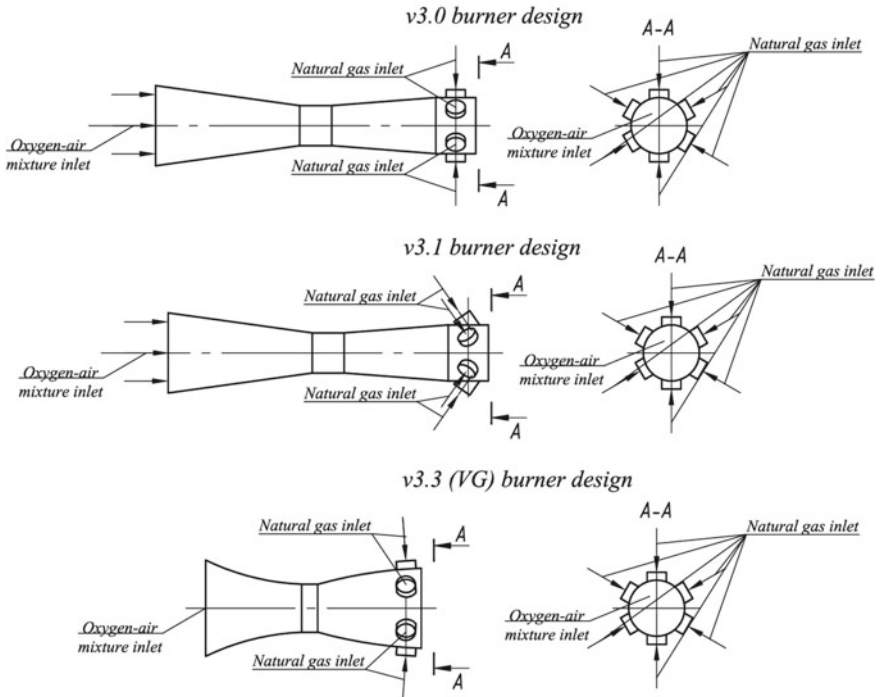 v3.0 burner design
A-A
A
Natural gas inlet
Natural gas inlet
Oxygen-air
mixture inlet
Oxygen-air
mixture inlet
Natural gas inlet
A
v3.1 burner design
A-A
A
Natural gas inlet
Natural gas inlet
Oxygen-air
mixture inlet
Oxygen-air
mixture inlet
Natural gas inlet
A
v3.3 (VG) burner design
A-A
Natural gas inlet
A
Natural gas inlet
Oxygen-air
mixture inlet
Oxygen-air
mixture inlet
Natural gas inlet
A